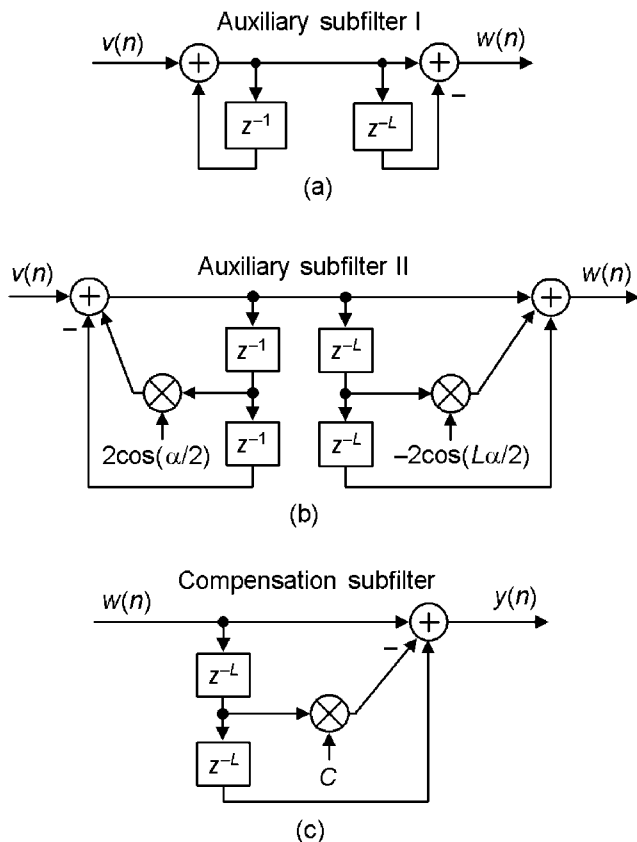 Auxiliary subfilter I
v(n) w(n)
+ +
–
z⁻¹ z⁻ᴸ
(a)
Auxiliary subfilter II
v(n) w(n)
+ +
–
z⁻¹ z⁻ᴸ
z⁻¹ z⁻ᴸ
2cos(α/2) –2cos(Lα/2)
(b)
Compensation subfilter
w(n) y(n)
+
–
z⁻ᴸ
z⁻ᴸ
C
(c)